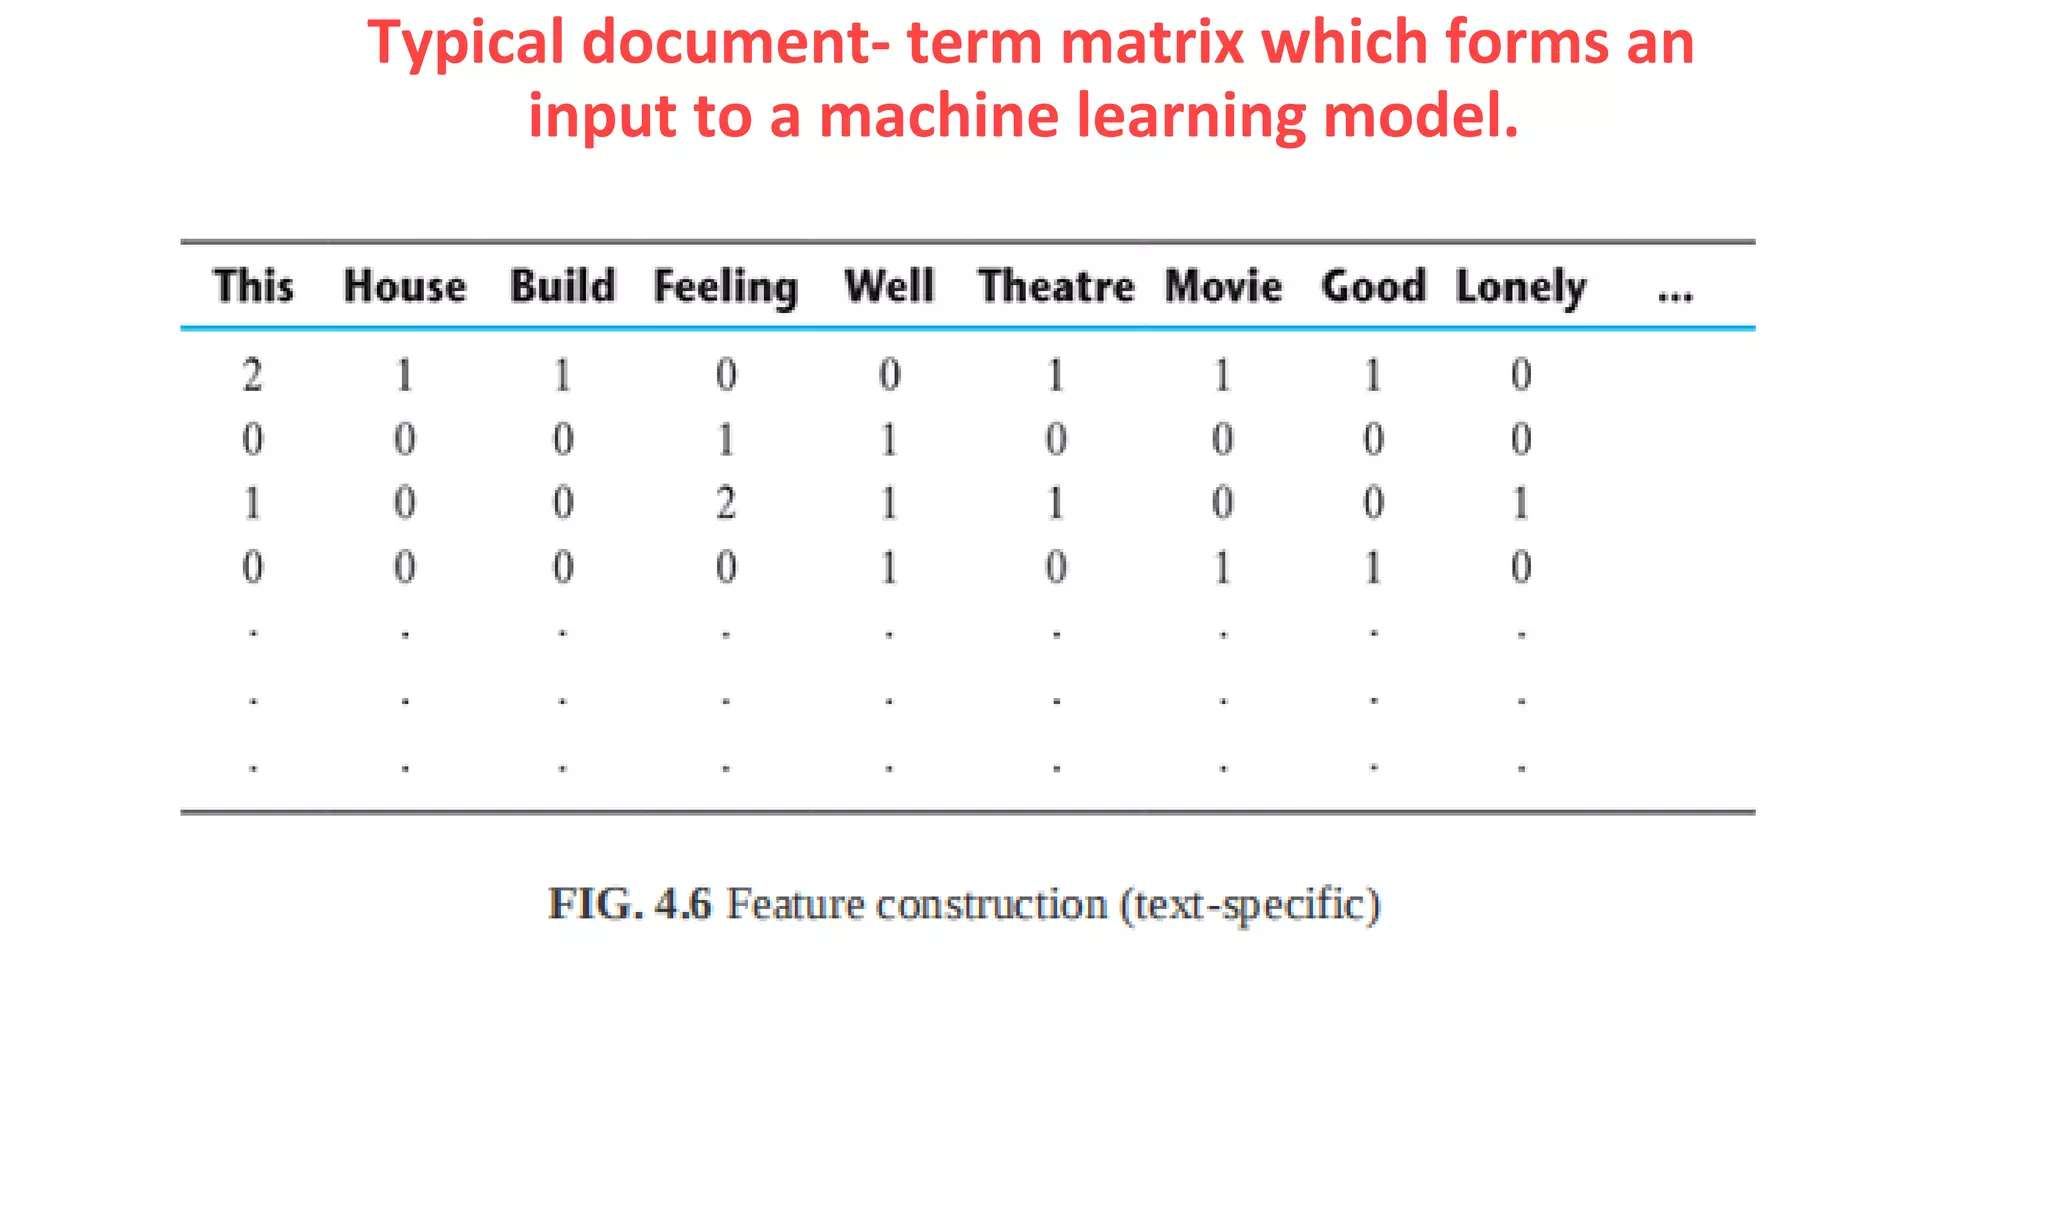 Typical document- term matrix which forms an
input to a machine learning model.
This House Build Feeling Well Theatre Movie Good Lonely ...
2 1 1 0 0 1 1 1 0
0 0 0 1 1 0 0 0 0
1 0 0 2 1 1 0 0 1
0 0 0 0 1 0 1 1 0
. . . . . . . . .
. . . . . . . . .
. . . . . . . . .
FIG. 4.6 Feature construction (text-specific)